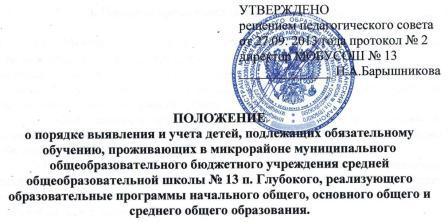 УТВЕРЖДЕНО
решением педагогического совета
от 27.09. 2013 года протокол № 2
директор МОБУСОШ № 13
Н.А.Барышникова
ПОЛОЖЕНИЕ
о порядке выявления и учета детей, подлежащих обязательному
обучению, проживающих в микрорайоне муниципального
общеобразовательного бюджетного учреждения средней
общеобразовательной школы № 13 п. Глубокого, реализующего
образовательные программы начального общего, основного общего и
среднего общего образования.